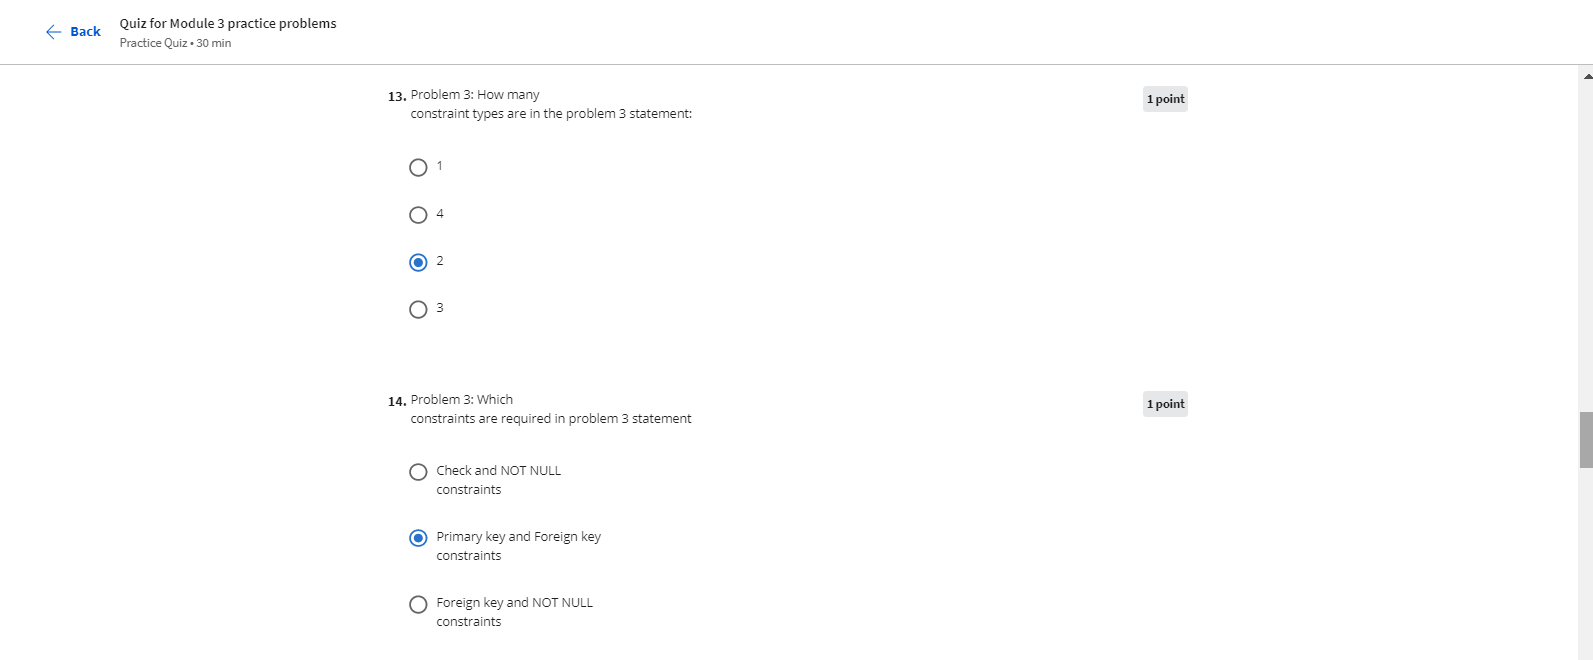 Back
Quiz for Module 3 practice problems
Practice Quiz • 30 min
13. Problem 3: How many
constraint types are in the problem 3 statement:
1 point
1
4
2
3
14. Problem 3: Which
constraints are required in problem 3 statement
1 point
Check and NOT NULL
constraints
Primary key and Foreign key
constraints
Foreign key and NOT NULL
constraints